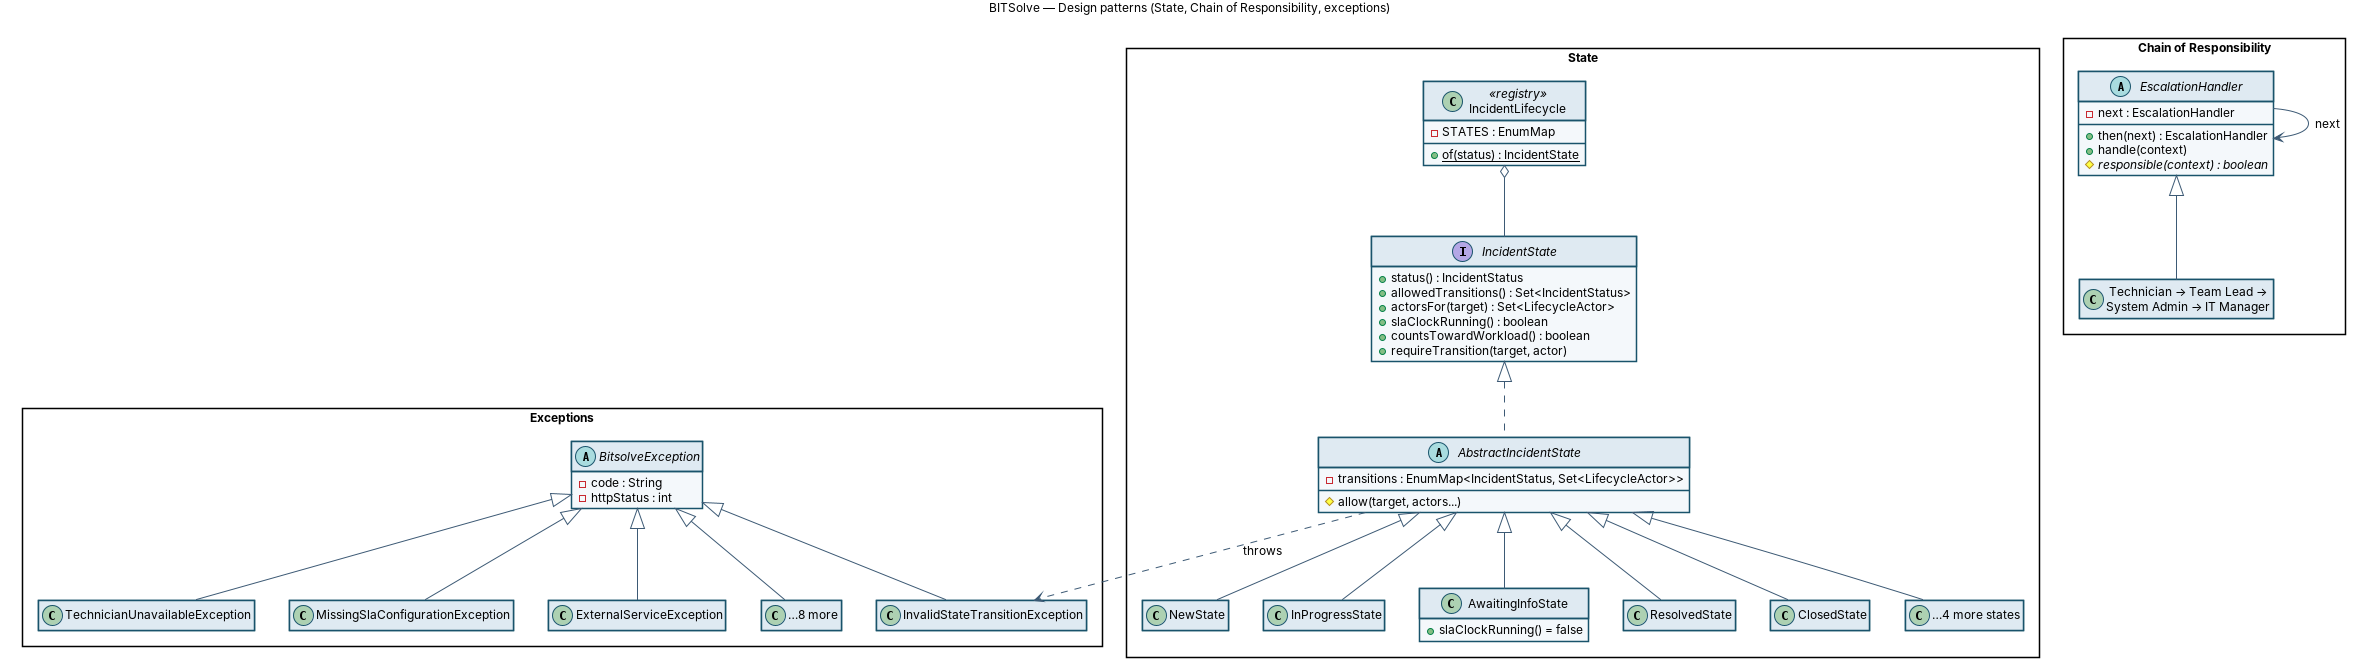 BITSolve — Design patterns (State, Chain of Responsibility, exceptions)
State
«registry»
C
IncidentLifecycle
STATES : EnumMap
of(status) : IncidentState
I IncidentState
status() : IncidentStatus
allowedTransitions() : Set<IncidentStatus>
actorsFor(target) : Set<LifecycleActor>
slaClockRunning() : boolean
countsTowardWorkload() : boolean
requireTransition(target, actor)
A AbstractIncidentState
transitions : EnumMap<IncidentStatus, Set<LifecycleActor>>
allow(target, actors...)
throws
C NewState
C InProgressState
C AwaitingInfoState
slaClockRunning() = false
C ResolvedState
C ClosedState
C ...4 more states
Chain of Responsibility
A EscalationHandler
next : EscalationHandler
then(next) : EscalationHandler
handle(context)
responsible(context) : boolean
next
C
Technician → Team Lead →
System Admin → IT Manager
Exceptions
A BitsolveException
code : String
httpStatus : int
C TechnicianUnavailableException
C MissingSlaConfigurationException
C ExternalServiceException
C ...8 more
C InvalidStateTransitionException